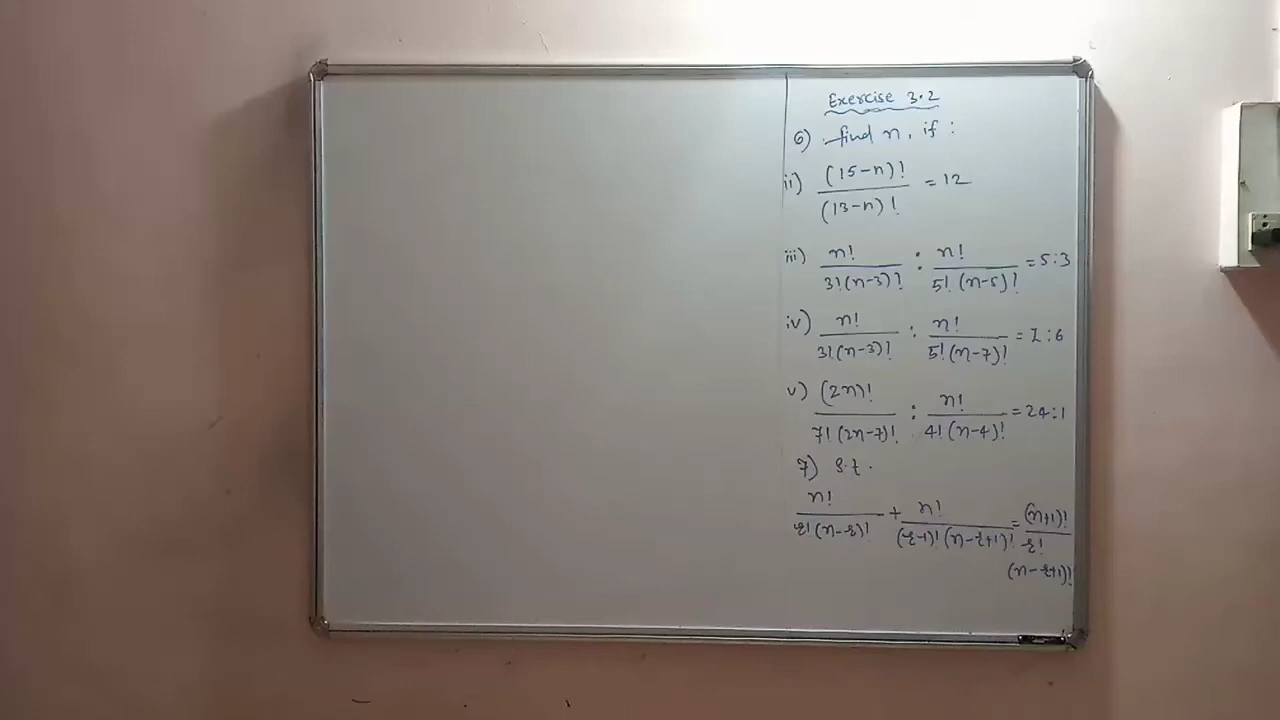 Exercise 3.2
6) find n, if :
ii) (15-n)! / (13-n)! = 12
iii) n! / 3!(n-3)! : n! / 5!(n-5)! = 5:3
iv) n! / 3!(n-3)! : n! / 5!(n-7)! = 1:6
v) (2n)! / 7!(2n-7)! : n! / 4!(n-4)! = 24:1
7) S.t.
n! / r!(n-r)! + n! / (r-1)!(n-r+1)! = (n+1)! / r!(n-r+1)!